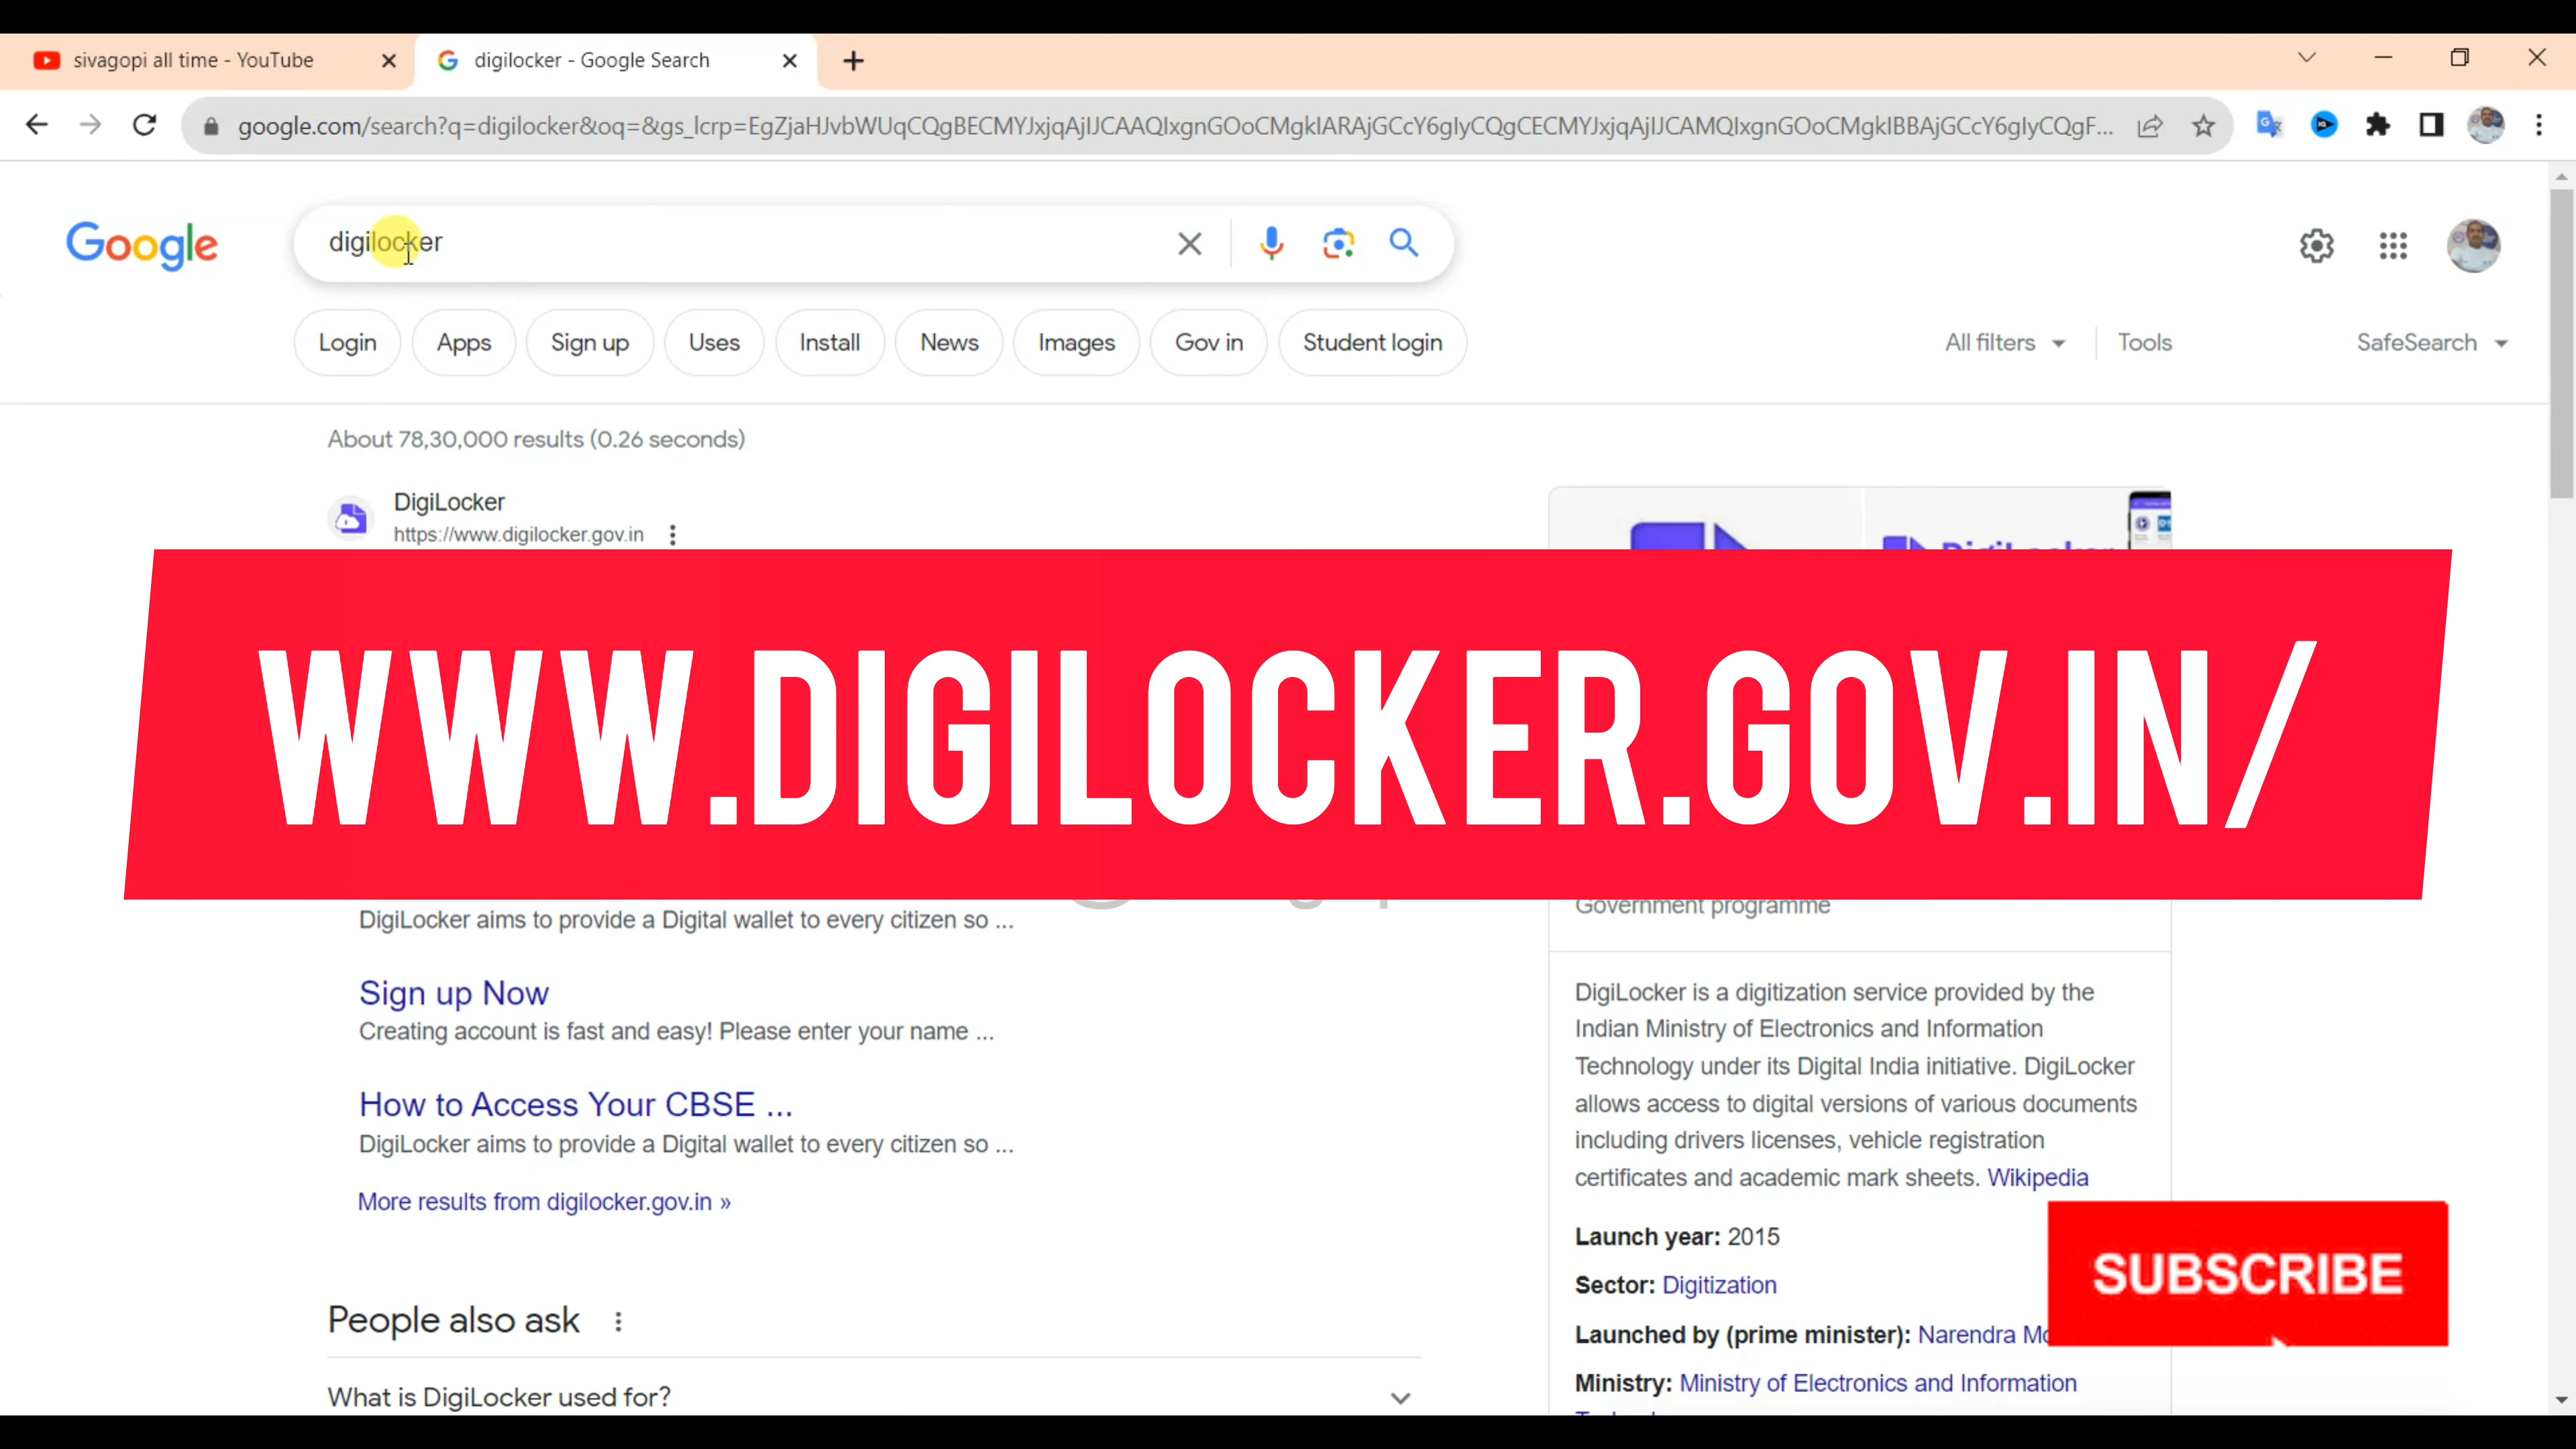 sivagopi all time - YouTube
digilocker - Google Search
google.com/search?q=digilocker&oq=&gs_lcrp=EgZjaHJvbWUqCQgBECMYJxjqAjIJCAAQIxgnGOoCMgkIARAjGCcY6gIyCQgCECMYJxjqAjIJCAMQIxgnGOoCMgkIBBAjGCcY6gIyCQgF...
Google
digilocker
Login
Apps
Sign up
Uses
Install
News
Images
Gov in
Student login
All filters
Tools
SafeSearch
About 78,30,000 results (0.26 seconds)
DigiLocker
https://www.digilocker.gov.in
WWW.DIGILOCKER.GOV.IN/
DigiLocker aims to provide a Digital wallet to every citizen so ...
Sign up Now
Creating account is fast and easy! Please enter your name ...
How to Access Your CBSE ...
DigiLocker aims to provide a Digital wallet to every citizen so ...
More results from digilocker.gov.in »
People also ask
What is DigiLocker used for?
Government programme
DigiLocker is a digitization service provided by the
Indian Ministry of Electronics and Information
Technology under its Digital India initiative. DigiLocker
allows access to digital versions of various documents
including drivers licenses, vehicle registration
certificates and academic mark sheets. Wikipedia
Launch year: 2015
Sector: Digitization
Launched by (prime minister): Narendra
Ministry: Ministry of Electronics and Information
SUBSCRIBE